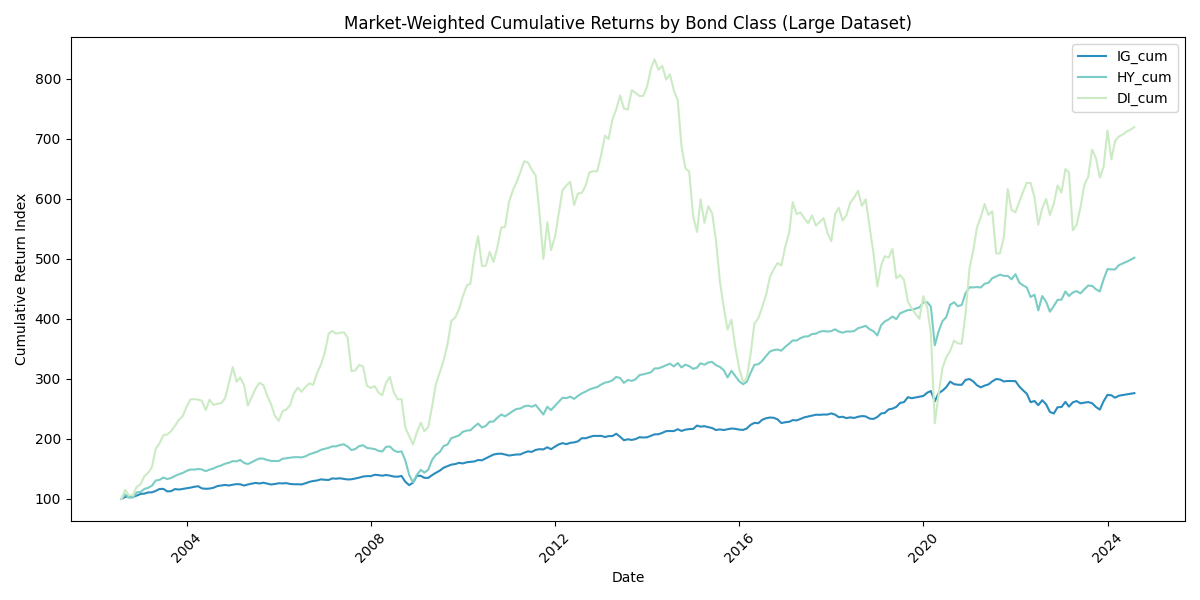 Market-Weighted Cumulative Returns by Bond Class (Large Dataset)
IG_cum
HY_cum
DI_cum
Cumulative Return Index
800
700
600
500
400
300
200
100
2004
2008
2012
2016
2020
2024
Date